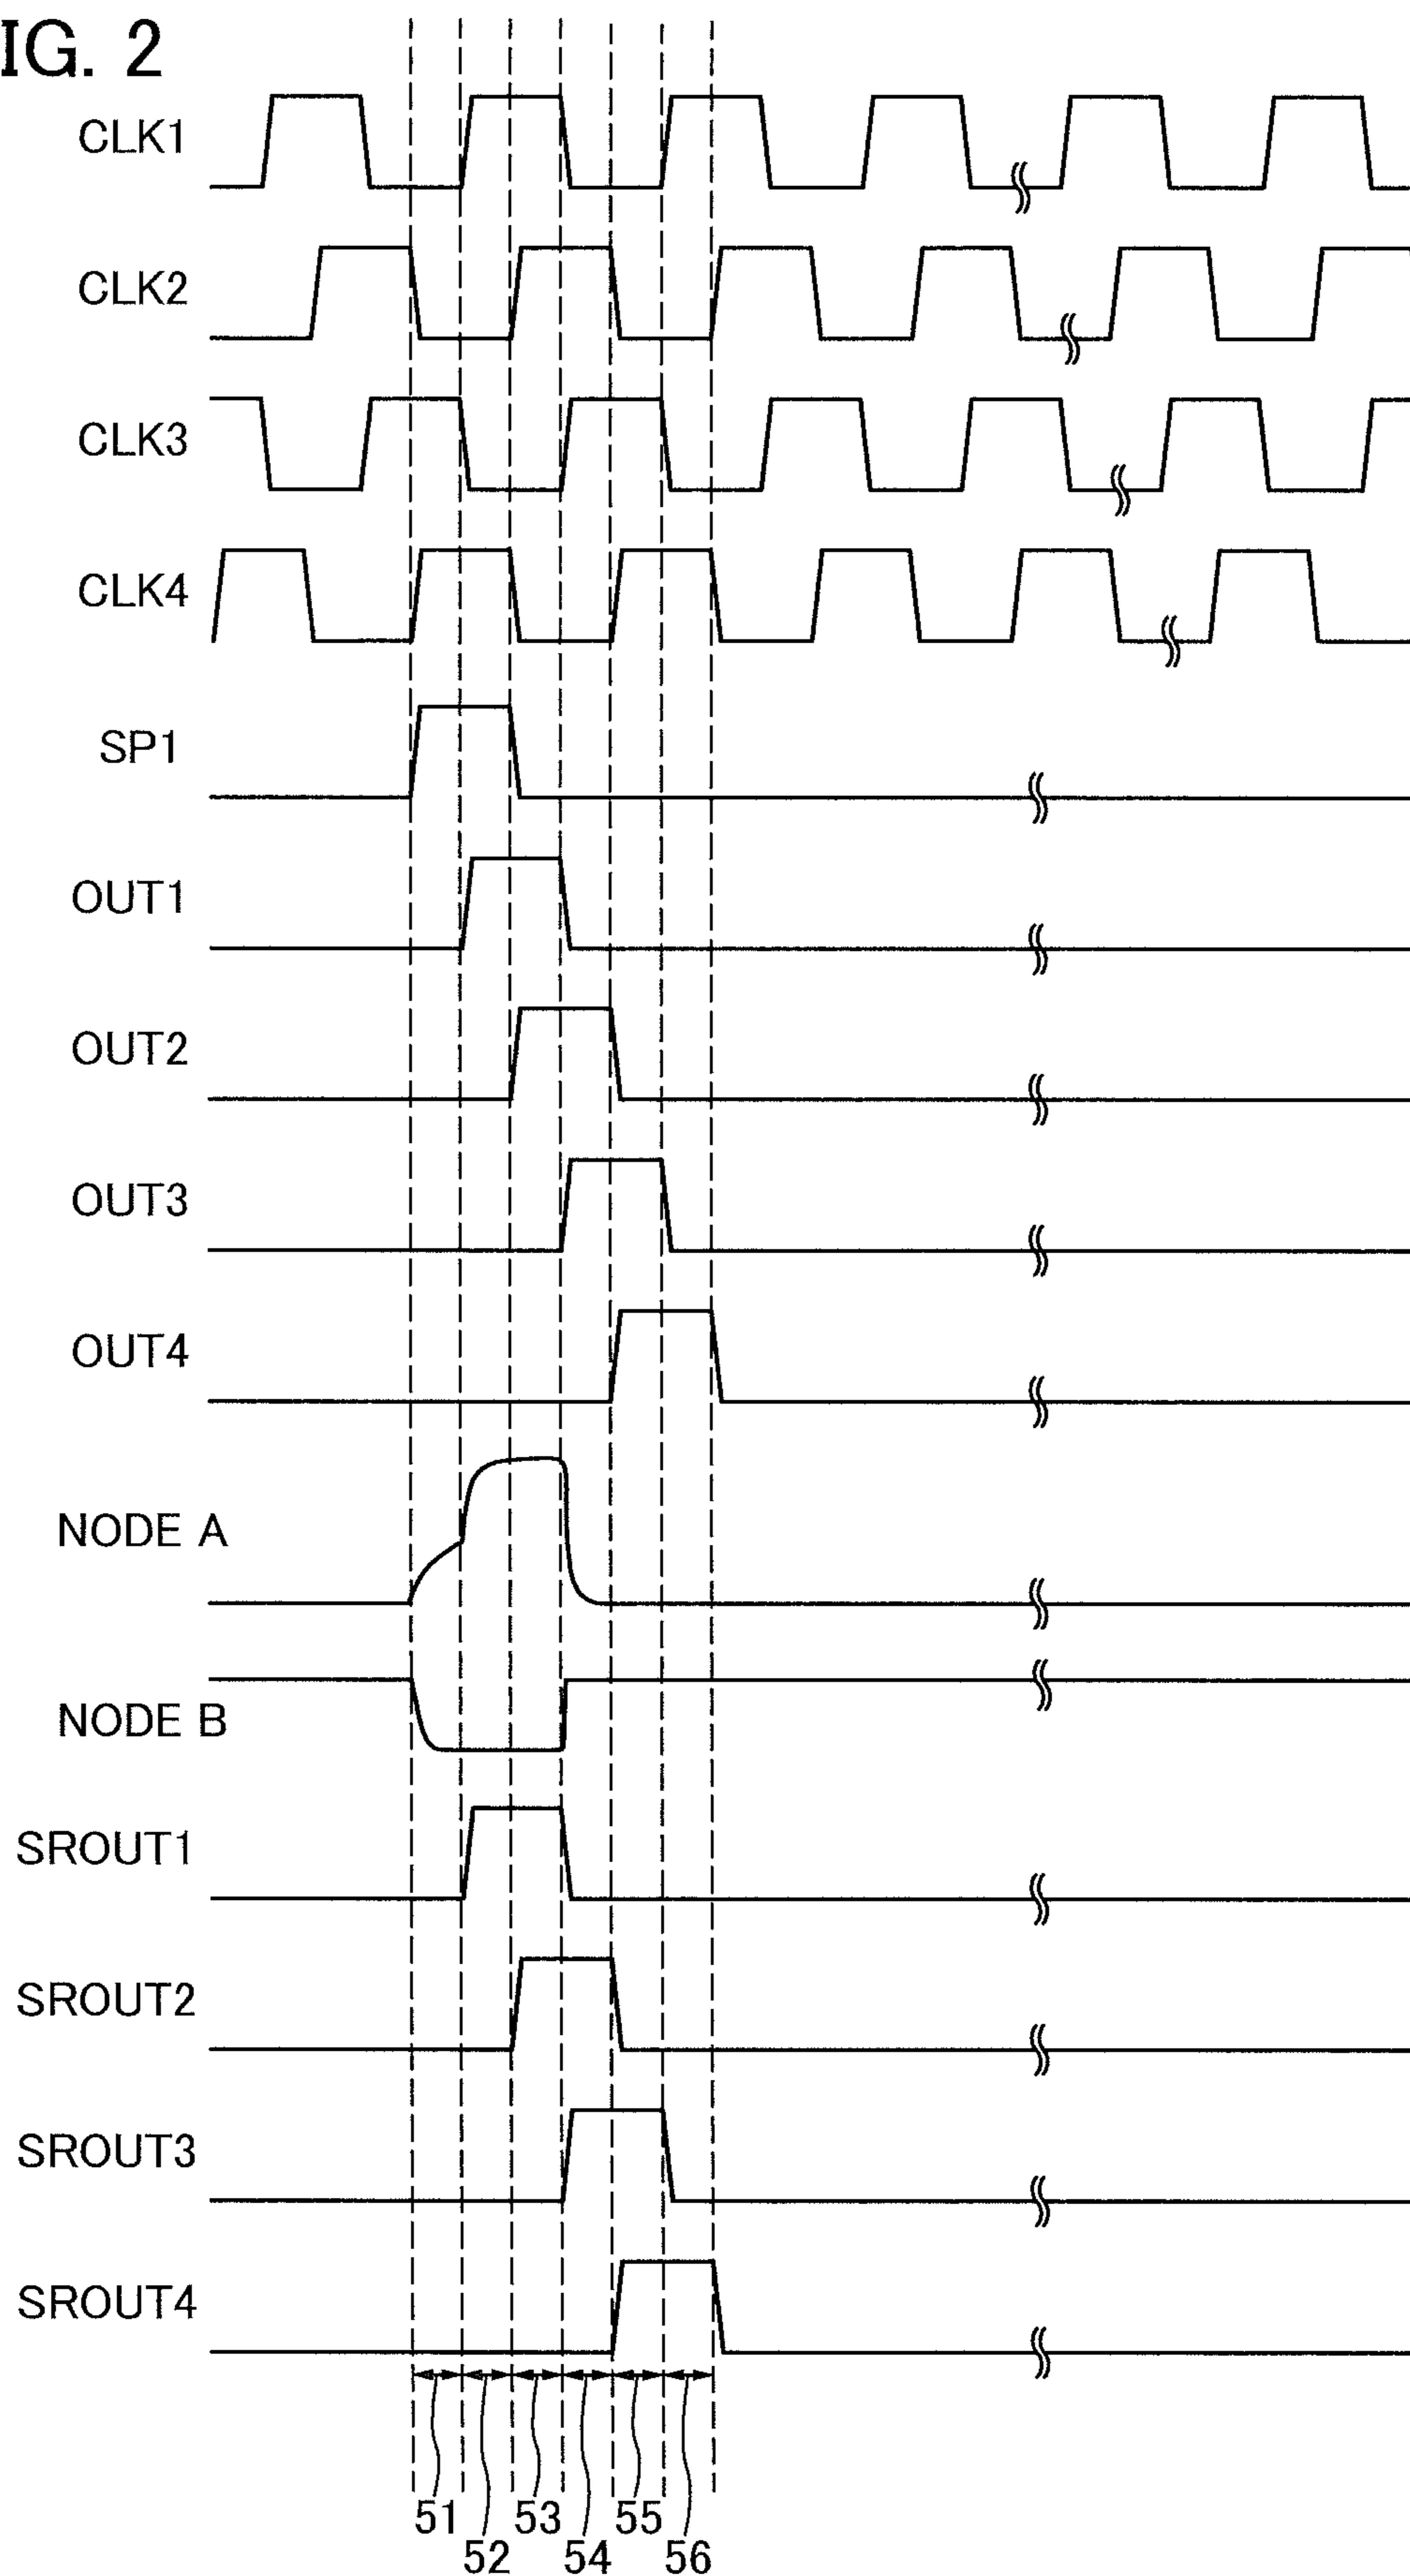 IG. 2
CLK1
CLK2
CLK3
CLK4
SP1
OUT1
OUT2
OUT3
OUT4
NODE A
NODE B
SROUT1
SROUT2
SROUT3
SROUT4
51 53 55
52 54 56